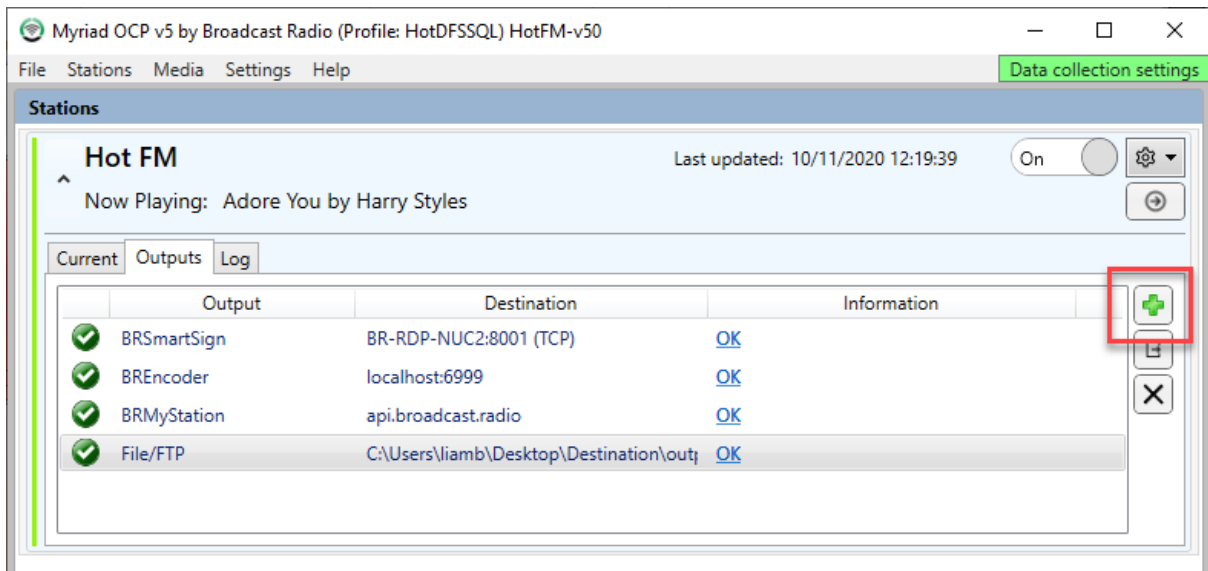 Myriad OCP v5 by Broadcast Radio (Profile: HotDFSSQL) HotFM-v50
File Stations Media Settings Help Data collection settings
Stations
Hot FM Last updated: 10/11/2020 12:19:39 On
Now Playing: Adore You by Harry Styles
Current Outputs Log
Output Destination Information
BRSmartSign BR-RDP-NUC2:8001 (TCP) OK
BREncoder localhost:6999 OK
BRMyStation api.broadcast.radio OK
File/FTP C:\Users\liamb\Desktop\Destination\outp OK